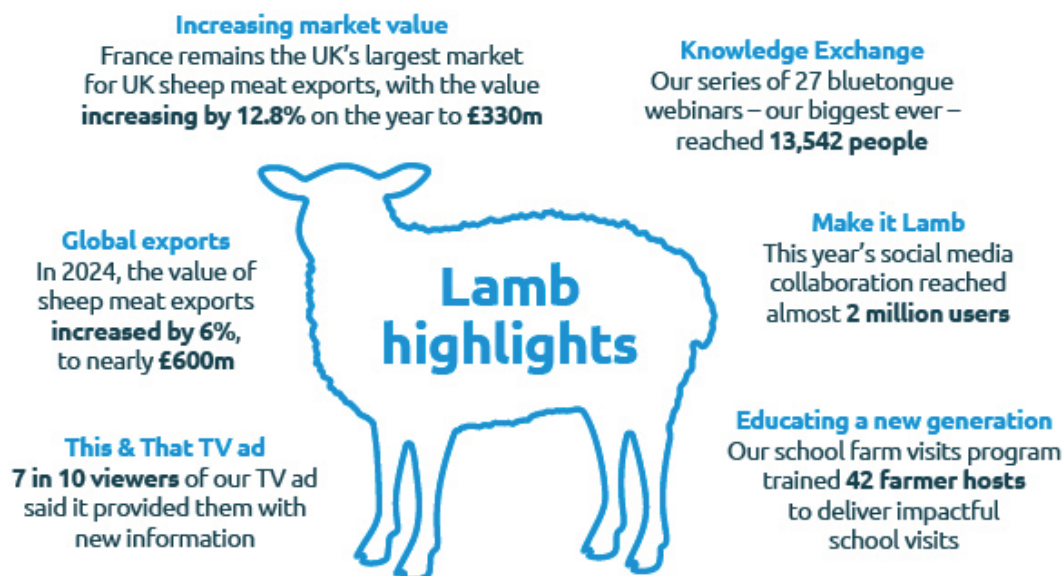 Increasing market value
France remains the UK's largest market
for UK sheep meat exports, with the value
increasing by 12.8% on the year to £330m
Knowledge Exchange
Our series of 27 bluetongue
webinars – our biggest ever –
reached 13,542 people
Global exports
In 2024, the value of
sheep meat exports
increased by 6%,
to nearly £600m
Lamb
highlights
Make it Lamb
This year's social media
collaboration reached
almost 2 million users
This & That TV ad
7 in 10 viewers of our TV ad
said it provided them with
new information
Educating a new generation
Our school farm visits program
trained 42 farmer hosts
to deliver impactful
school visits